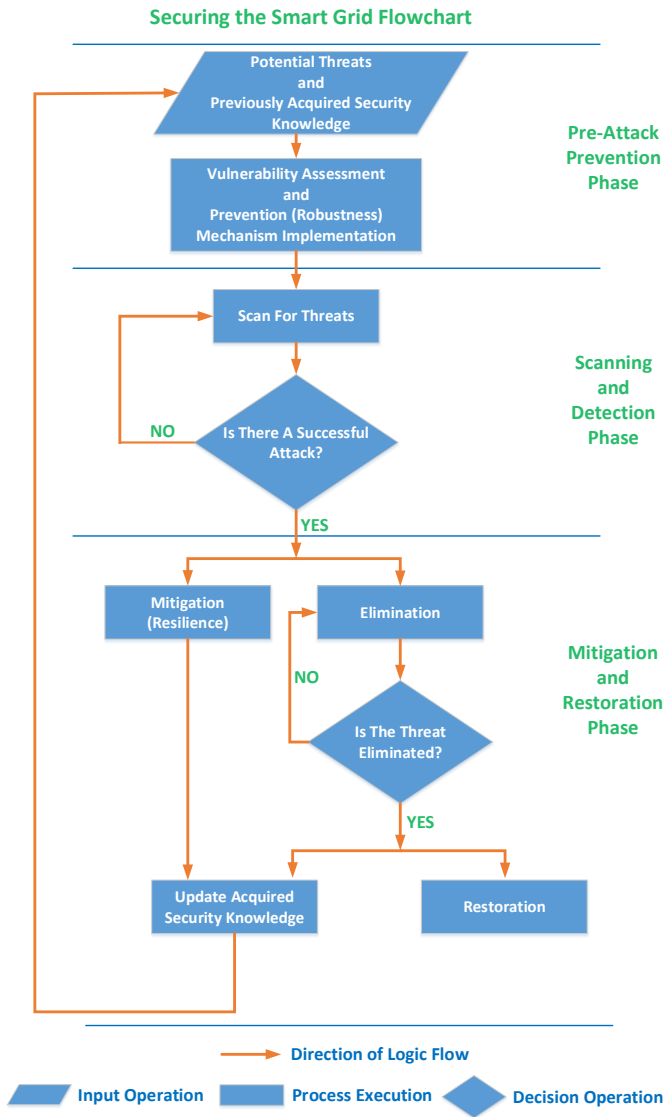 Securing the Smart Grid Flowchart
Potential Threats
and
Previously Acquired Security
Knowledge
Pre-Attack
Prevention
Phase
Vulnerability Assessment
and
Prevention (Robustness)
Mechanism Implementation
Scan For Threats
Scanning
and
Detection
Phase
NO
Is There A Successful
Attack?
YES
Mitigation
(Resilience)
Elimination
Mitigation
and
Restoration
Phase
NO
Is The Threat
Eliminated?
YES
Update Acquired
Security Knowledge
Restoration
Direction of Logic Flow
Input Operation
Process Execution
Decision Operation